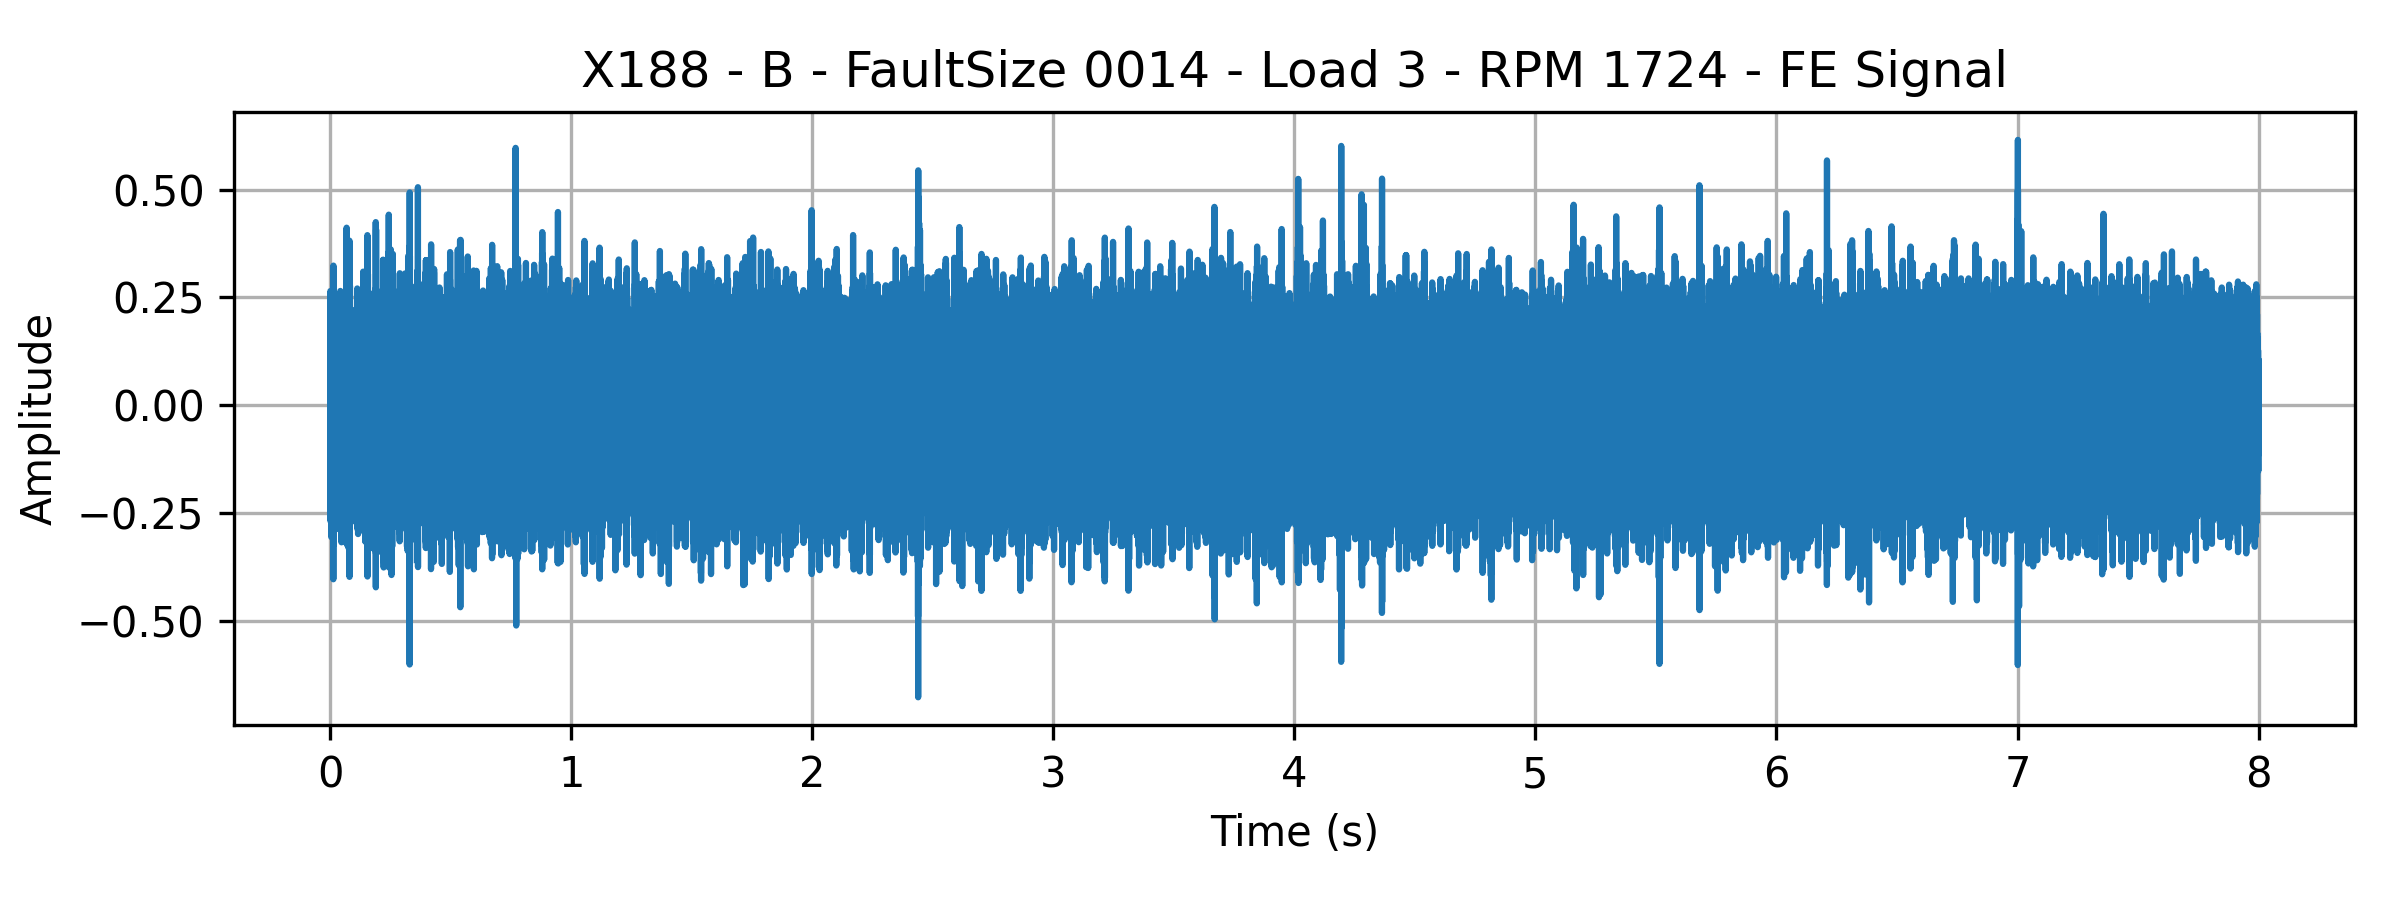 X188 - B - FaultSize 0014 - Load 3 - RPM 1724 - FE Signal
Amplitude
0.50
0.25
0.00
−0.25
−0.50
0 1 2 3 4 5 6 7 8
Time (s)